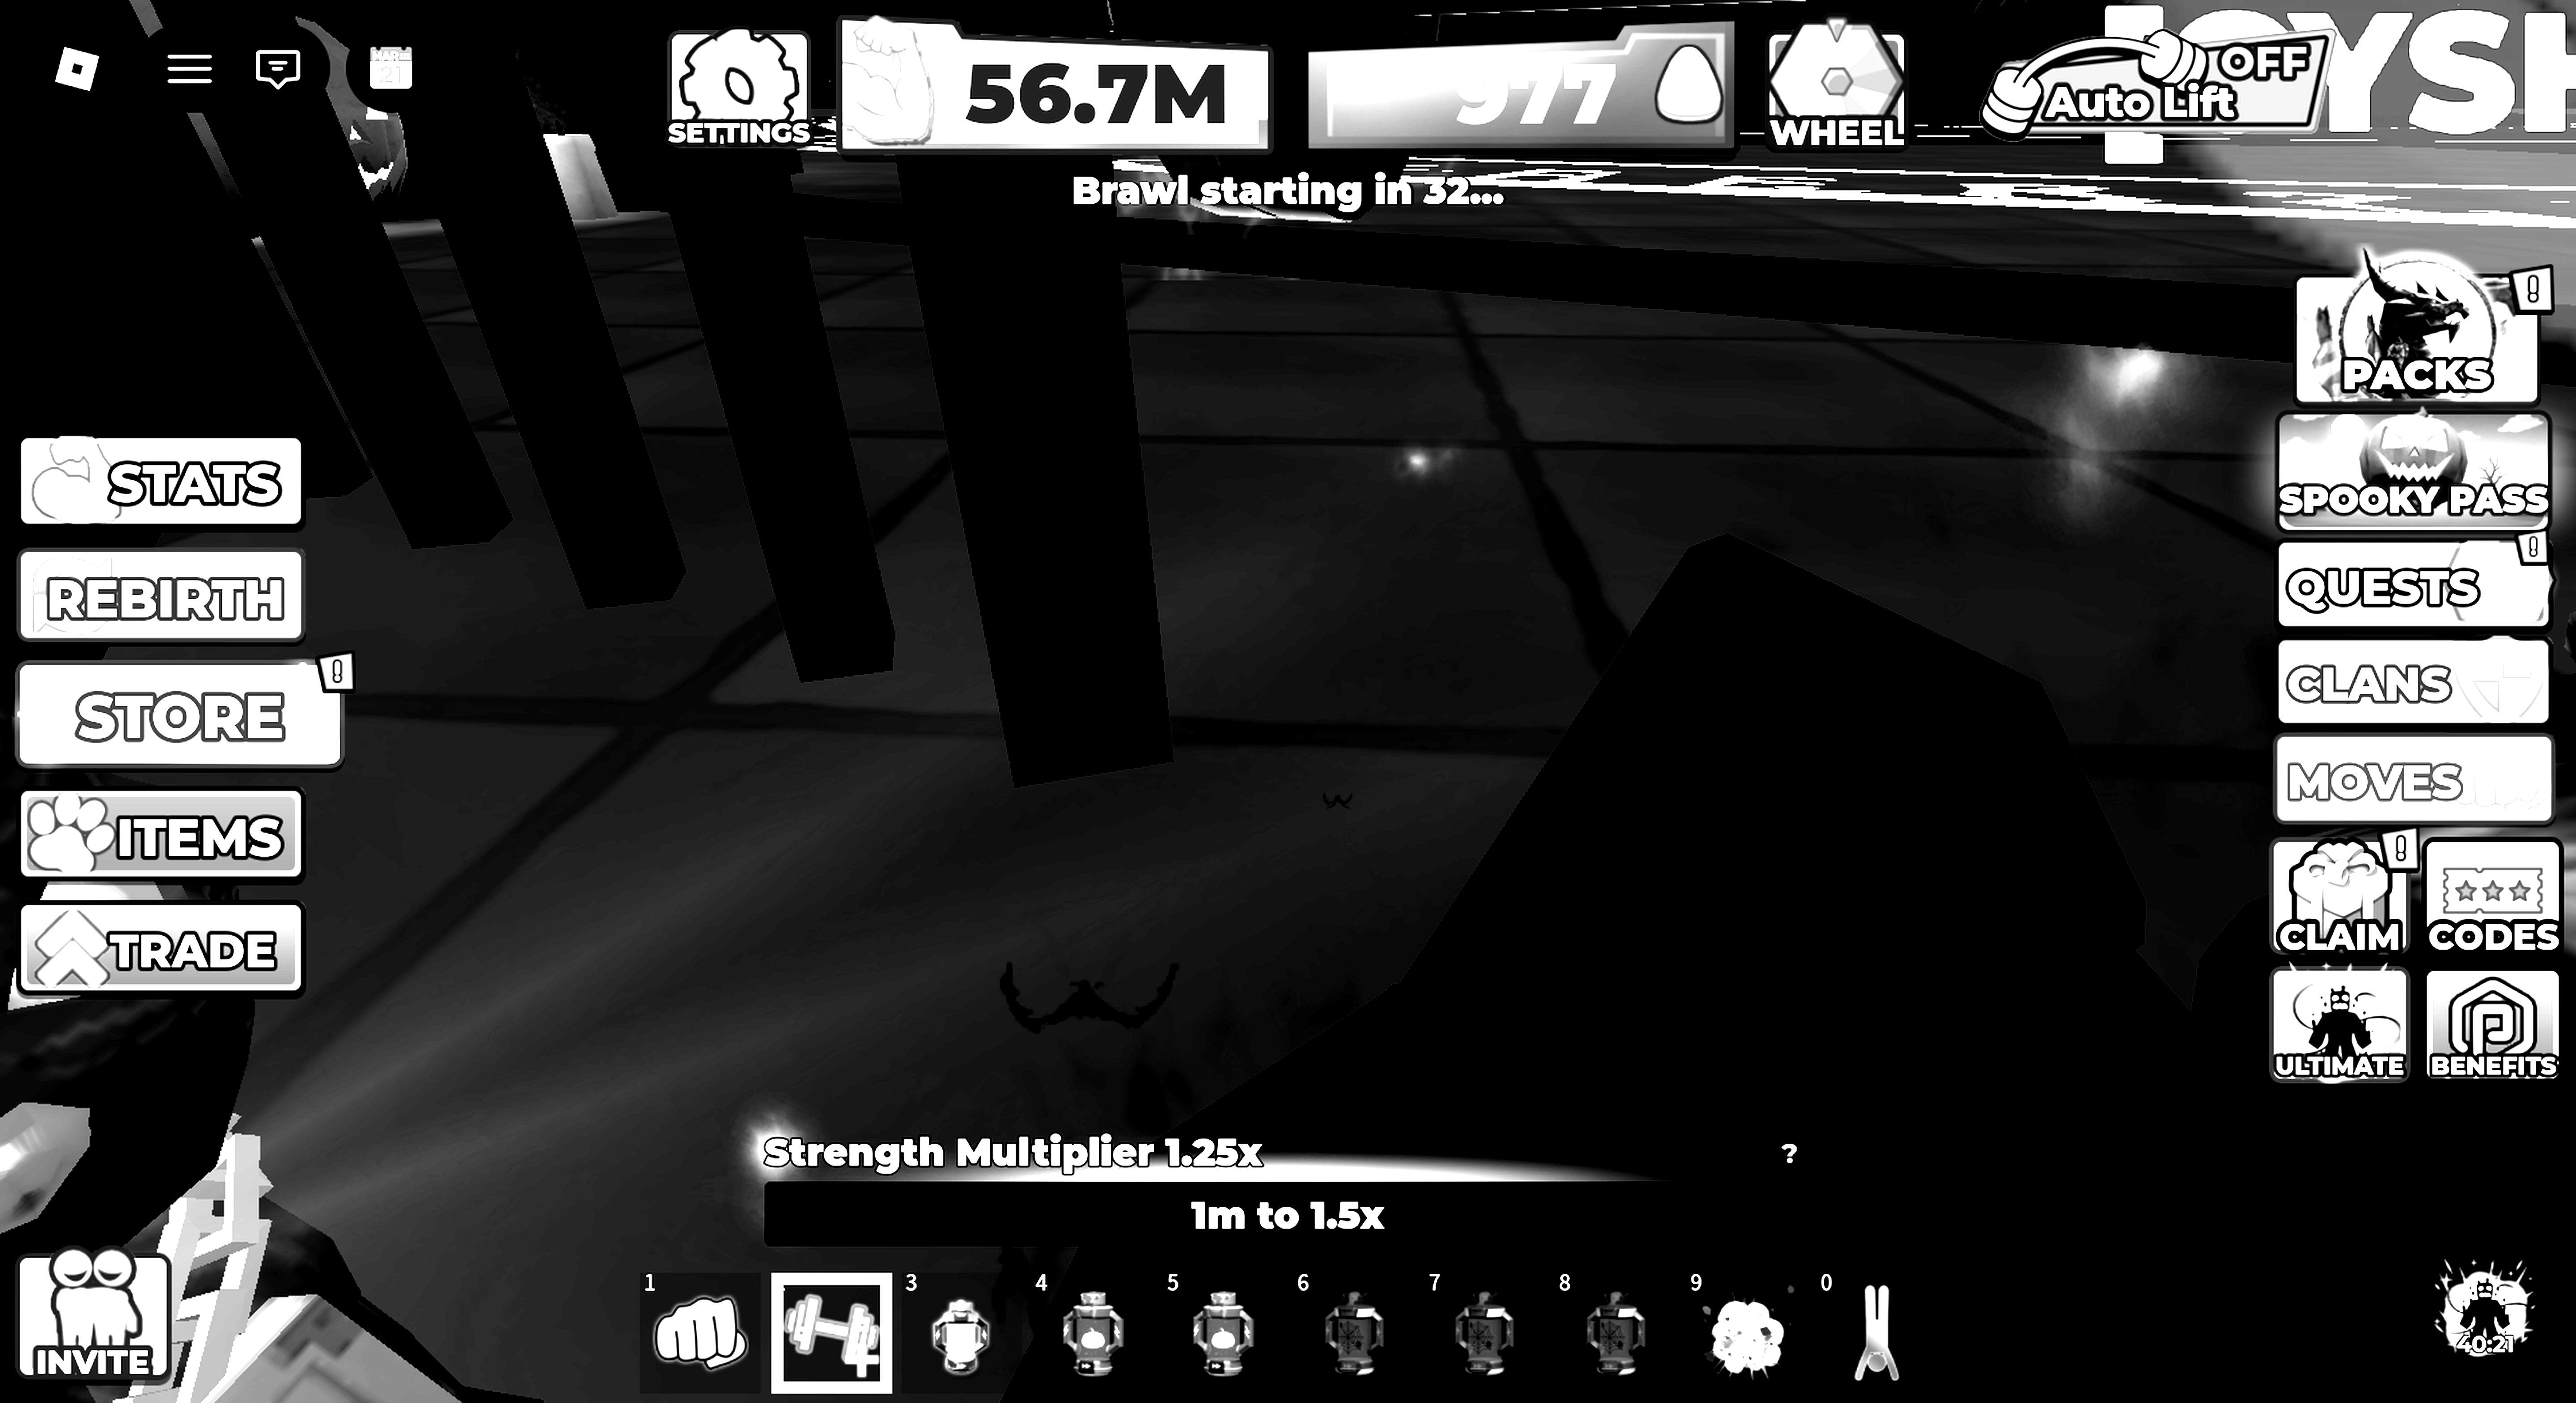 MAR
21
SETTINGS
56.7M
977
WHEEL
OFF
Auto Lift
Brawl starting in 32...
PACKS
SPOOKY PASS
QUESTS
CLANS
MOVES
CLAIM
CODES
ULTIMATE
BENEFITS
STATS
REBIRTH
STORE
ITEMS
TRADE
INVITE
Strength Multiplier 1.25x
?
1m to 1.5x
1
3
4
5
6
7
8
9
0
40:21